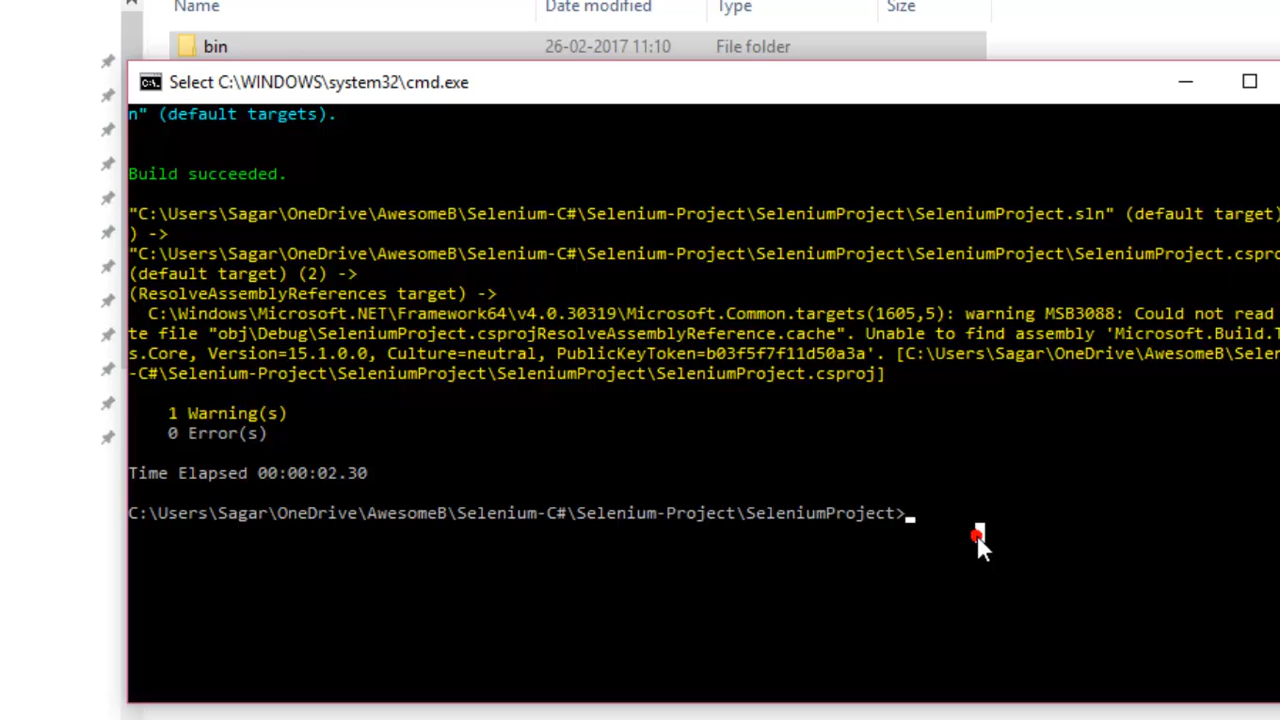 Name Date modified Type Size
bin 26-02-2017 11:10 File folder
Select C:\WINDOWS\system32\cmd.exe
n" (default targets).
Build succeeded.
"C:\Users\Sagar\OneDrive\AwesomeB\Selenium-C#\Selenium-Project\SeleniumProject\SeleniumProject.sln" (default target)
) ->
"C:\Users\Sagar\OneDrive\AwesomeB\Selenium-C#\Selenium-Project\SeleniumProject\SeleniumProject\SeleniumProject.cspro
(default target) (2) ->
(ResolveAssemblyReferences target) ->
C:\Windows\Microsoft.NET\Framework64\v4.0.30319\Microsoft.Common.targets(1605,5): warning MSB3088: Could not read
te file "obj\Debug\SeleniumProject.csprojResolveAssemblyReference.cache". Unable to find assembly 'Microsoft.Build.T
s.Core, Version=15.1.0.0, Culture=neutral, PublicKeyToken=b03f5f7f11d50a3a'. [C:\Users\Sagar\OneDrive\AwesomeB\Selen
-C#\Selenium-Project\SeleniumProject\SeleniumProject\SeleniumProject.csproj]
1 Warning(s)
0 Error(s)
Time Elapsed 00:00:02.30
C:\Users\Sagar\OneDrive\AwesomeB\Selenium-C#\Selenium-Project\SeleniumProject>